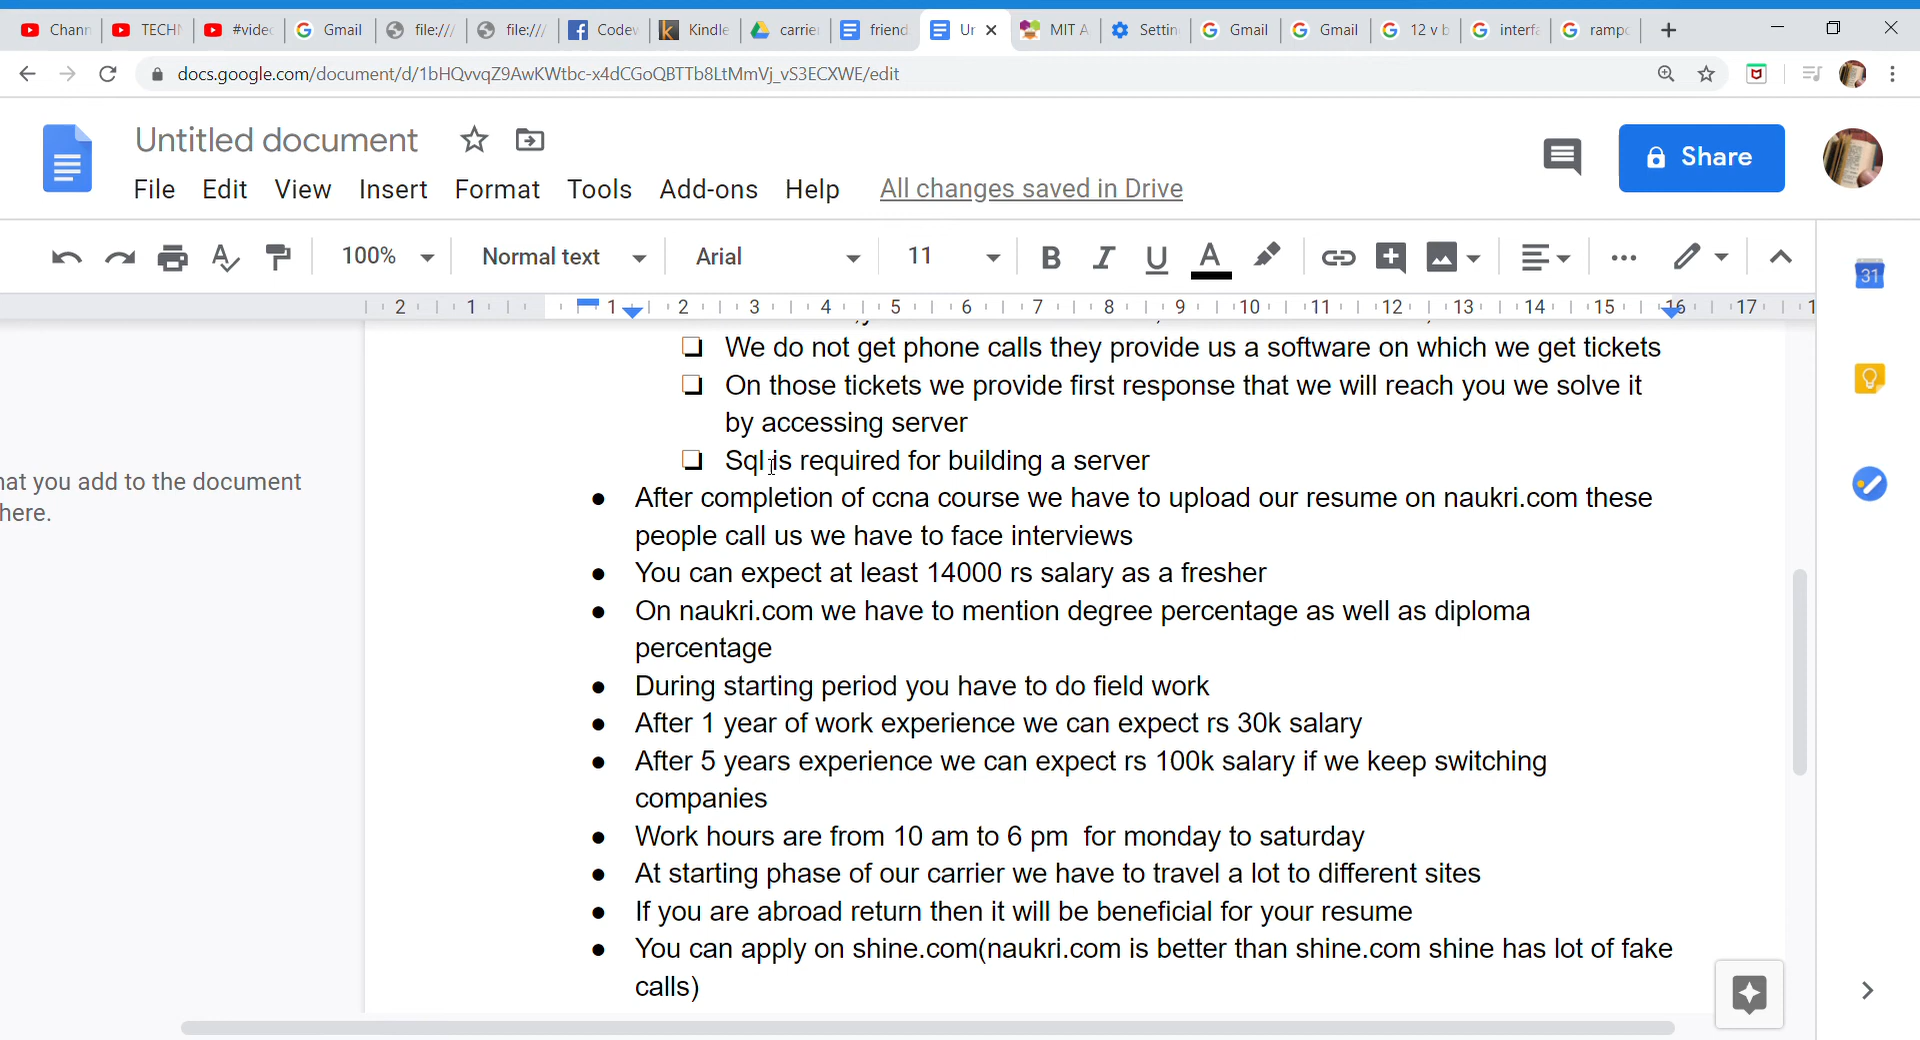 Chann TECHN #videc Gmail file:/// file:/// Codew Kindle carrier friend Ur MIT A Settin Gmail Gmail 12 v b interfa rampo
docs.google.com/document/d/1bHQvvqZ9AwKWtbc-x4dCGoQBTTb8LtMmVj_vS3ECXWE/edit
Untitled document
Share
File Edit View Insert Format Tools Add-ons Help All changes saved in Drive
100% Normal text Arial 11 B I U A
31
2 1 1 2 3 4 5 6 7 8 9 10 11 12 13 14 15 16 17 1
We do not get phone calls they provide us a software on which we get tickets
On those tickets we provide first response that we will reach you we solve it
by accessing server
Sql is required for building a server
hat you add to the document
here.
After completion of ccna course we have to upload our resume on naukri.com these
people call us we have to face interviews
You can expect at least 14000 rs salary as a fresher
On naukri.com we have to mention degree percentage as well as diploma
percentage
During starting period you have to do field work
After 1 year of work experience we can expect rs 30k salary
After 5 years experience we can expect rs 100k salary if we keep switching
companies
Work hours are from 10 am to 6 pm  for monday to saturday
At starting phase of our carrier we have to travel a lot to different sites
If you are abroad return then it will be beneficial for your resume
You can apply on shine.com(naukri.com is better than shine.com shine has lot of fake
calls)